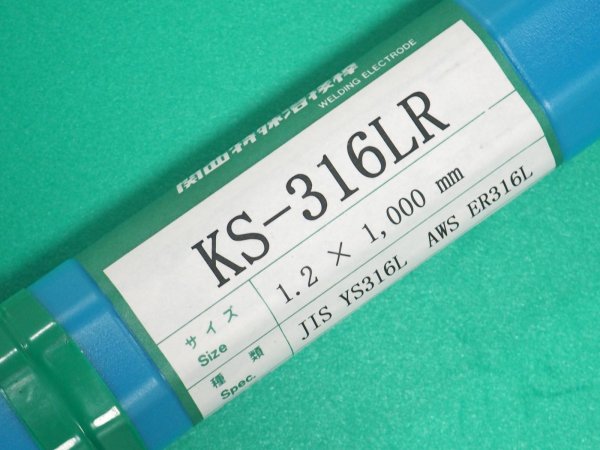 関西特殊溶接棒
WELDING ELECTRODE
KS-316LR
サイズ 1.2 × 1,000 mm
Size
種類 JIS YS316L AWS ER316L
Spec.